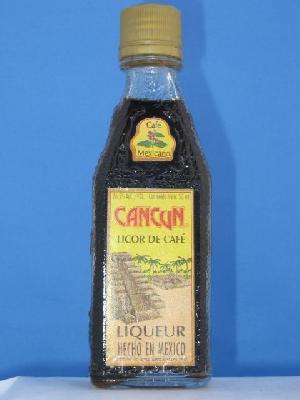 Café
Mexicano
CANCUN
LICOR DE CAFÉ
LIQUEUR
HECHO EN MEXICO